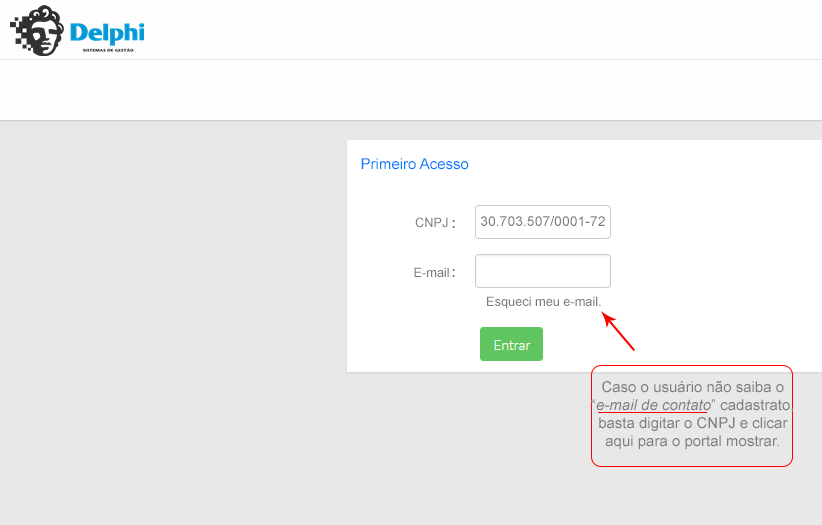 Delphi
SISTEMAS DE GESTÃO
Primeiro Acesso
CNPJ :
30.703.507/0001-72
E-mail :
Esqueci meu e-mail.
Entrar
Caso o usuário não saiba o
“e-mail de contato” cadastrato,
basta digitar o CNPJ e clicar
aqui para o portal mostrar.